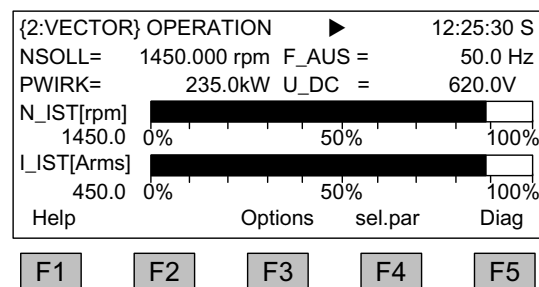 {2:VECTOR} OPERATION ▶ 12:25:30 S
NSOLL= 1450.000 rpm F_AUS = 50.0 Hz
PWIRK= 235.0kW U_DC = 620.0V
N_IST[rpm]
1450.0 0% 50% 100%
I_IST[Arms]
450.0 0% 50% 100%
Help Options sel.par Diag
F1 F2 F3 F4 F5